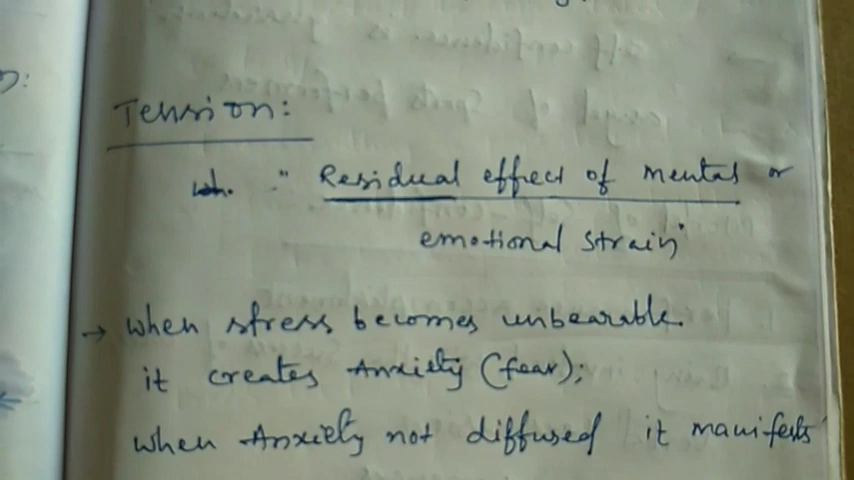 Tension:
" Residual effect of mental or
emotional strain"
→ when stress becomes unbearable.
it creates Anxiety (fear);
when Anxiety not diffused it manifests